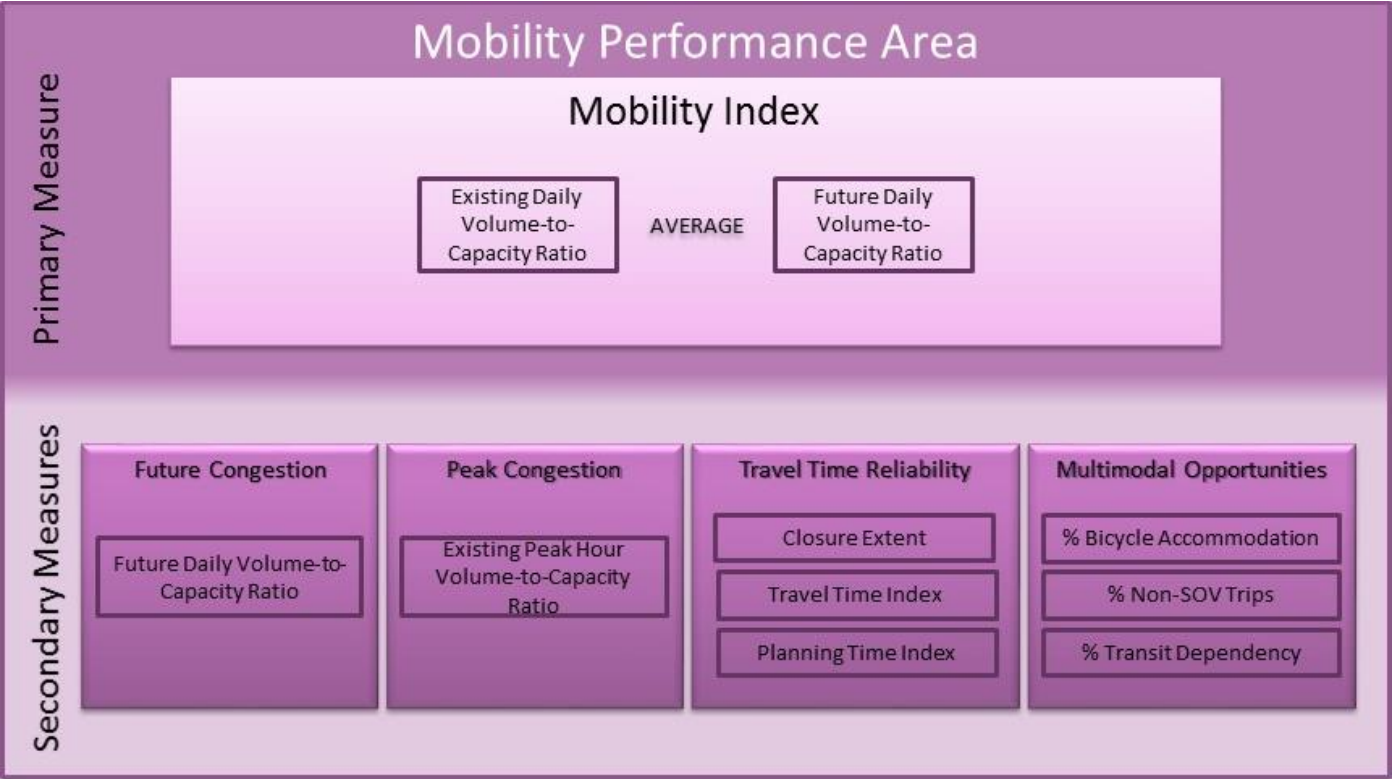 Mobility Performance Area
Primary Measure
Mobility Index
Existing Daily
Volume-to-
Capacity Ratio
AVERAGE
Future Daily
Volume-to-
Capacity Ratio
Secondary Measures
Future Congestion
Future Daily Volume-to-
Capacity Ratio
Peak Congestion
Existing Peak Hour
Volume-to-Capacity
Ratio
Travel Time Reliability
Closure Extent
Travel Time Index
Planning Time Index
Multimodal Opportunities
% Bicycle Accommodation
% Non-SOV Trips
% Transit Dependency